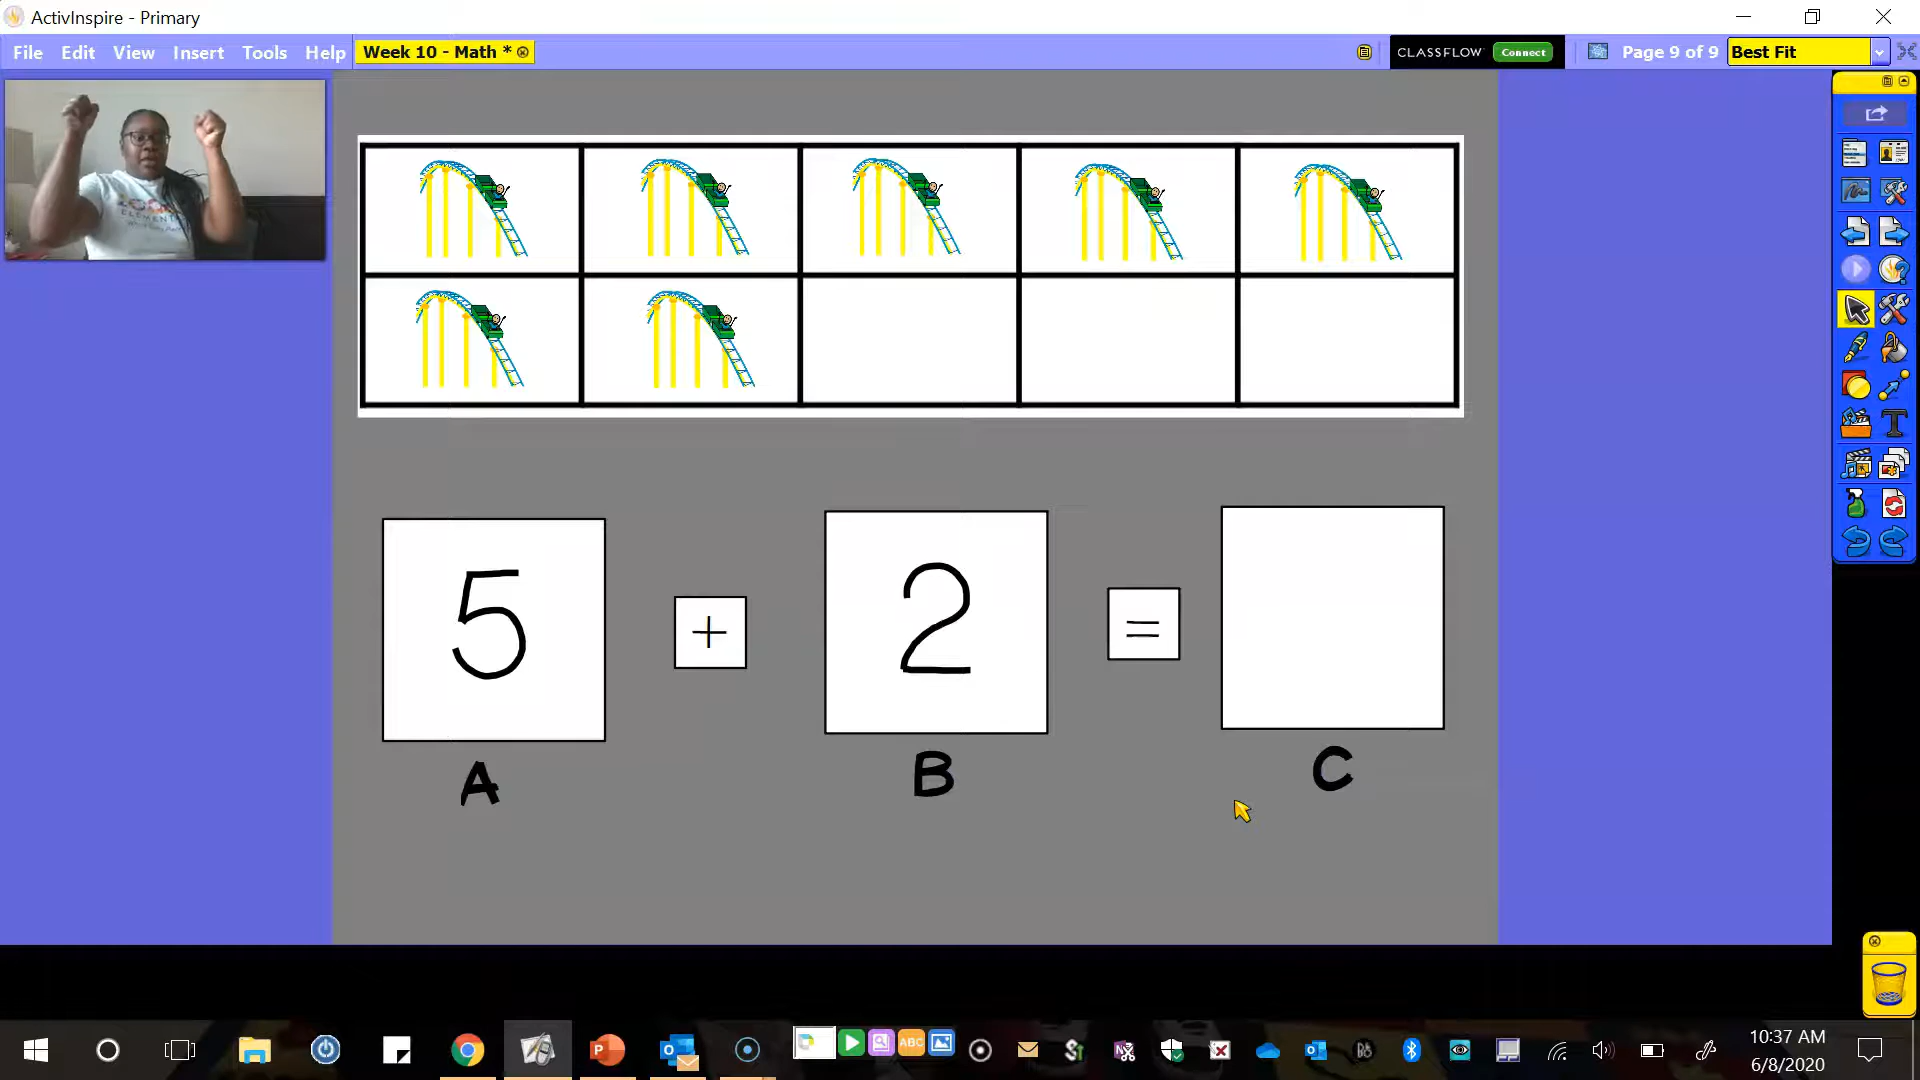 ActivInspire - Primary
File Edit View Insert Tools Help Week 10 - Math * CLASSFLOW Connect Page 9 of 9 Best Fit
5 + 2 =
A B C
ABC
10:37 AM
6/8/2020